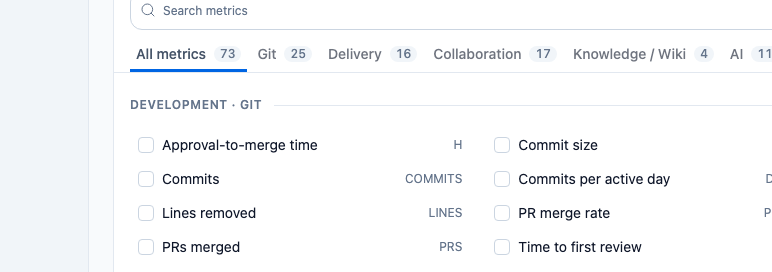 Search metrics
All metrics 73 Git 25 Delivery 16 Collaboration 17 Knowledge / Wiki 4 AI 11
DEVELOPMENT · GIT
Approval-to-merge time H Commit size
Commits COMMITS Commits per active day
Lines removed LINES PR merge rate
PRs merged PRS Time to first review